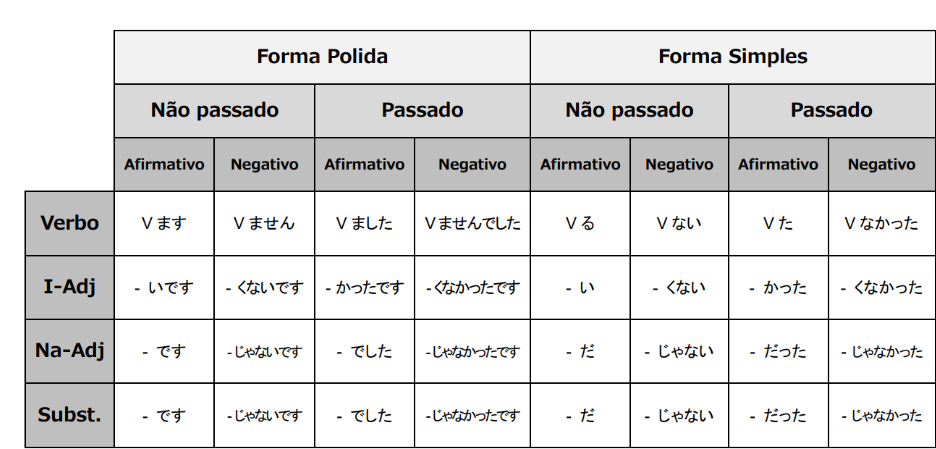 Forma Polida Forma Simples
Não passado Passado Não passado Passado
Afirmativo Negativo Afirmativo Negativo Afirmativo Negativo Afirmativo Negativo
Verbo V ます V ません V ました V ませんでした V る V ない V た V なかった
I-Adj - いです - くないです - かったです - くなかったです - い - くない - かった - くなかった
Na-Adj - です - じゃないです - でした - じゃなかったです - だ - じゃない - だった - じゃなかった
Subst. - です - じゃないです - でした - じゃなかったです - だ - じゃない - だった - じゃなかった